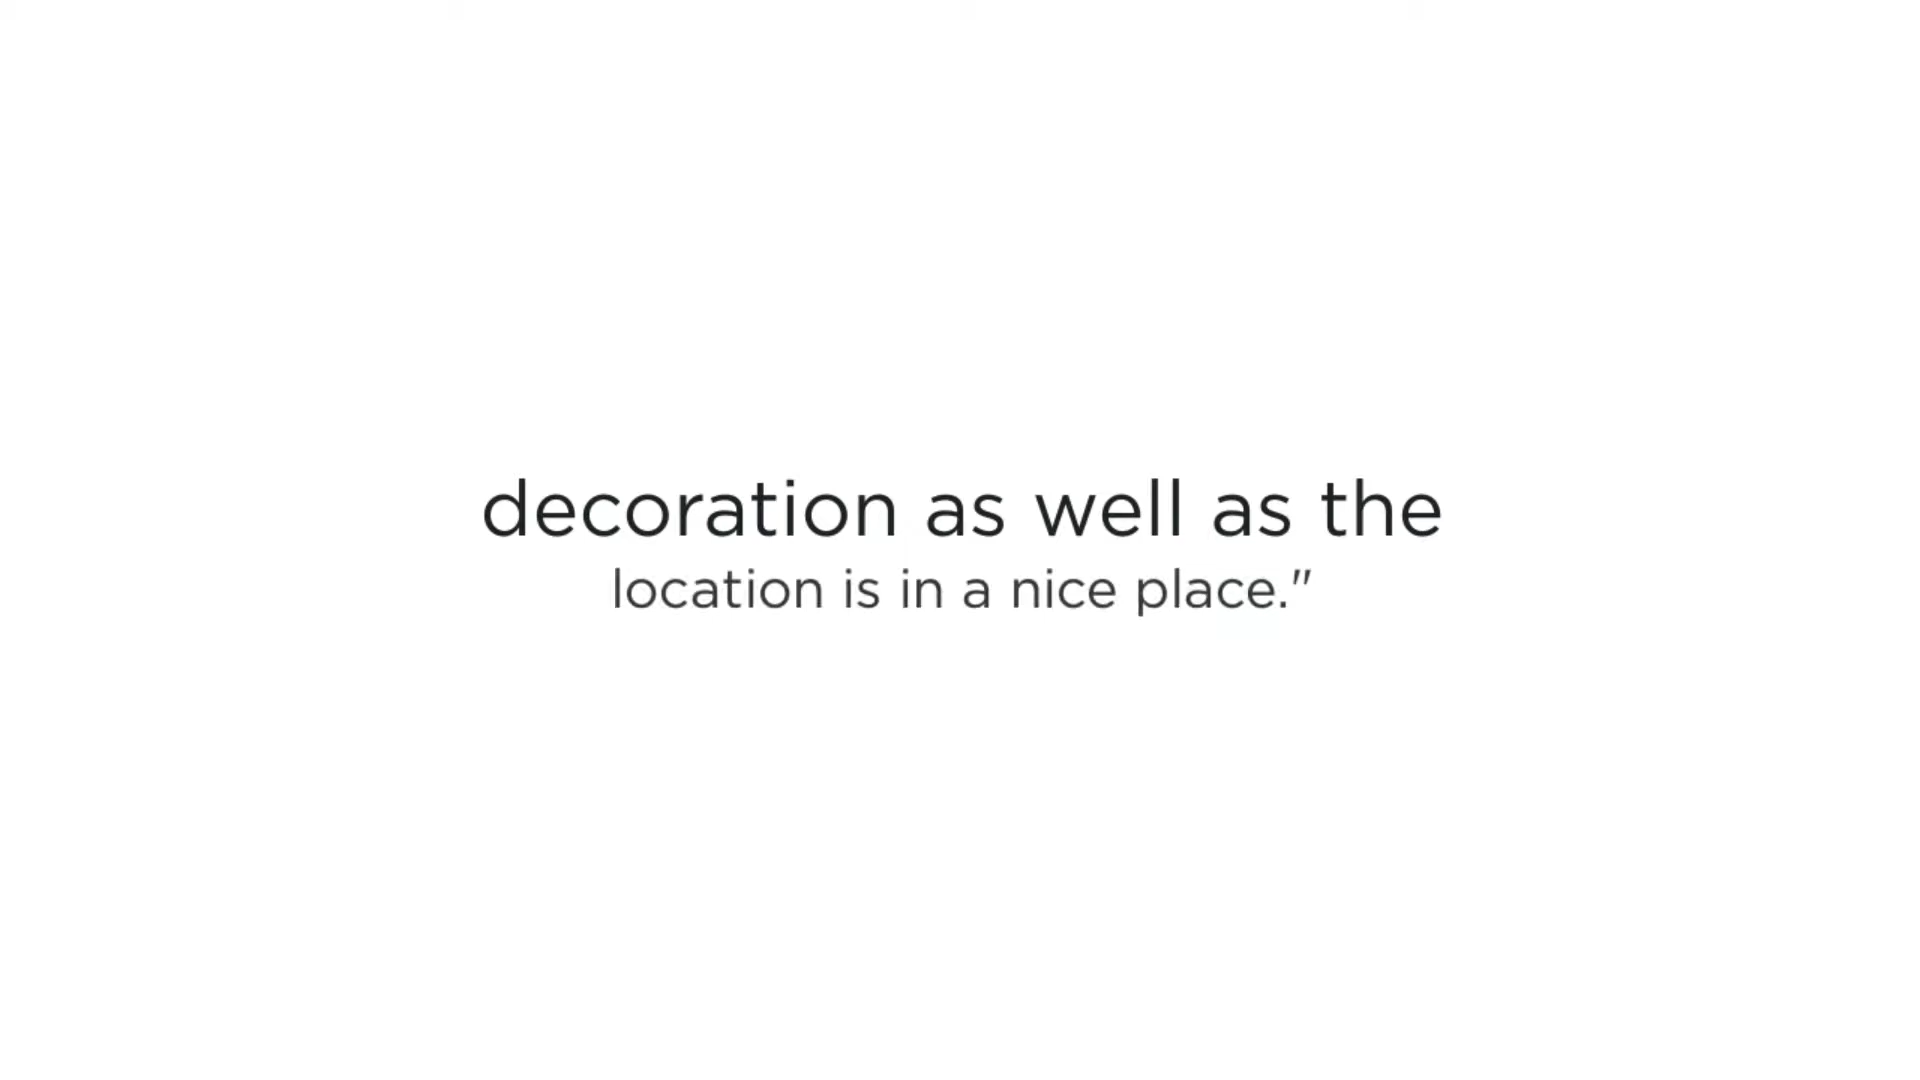 decoration as well as the
location is in a nice place."